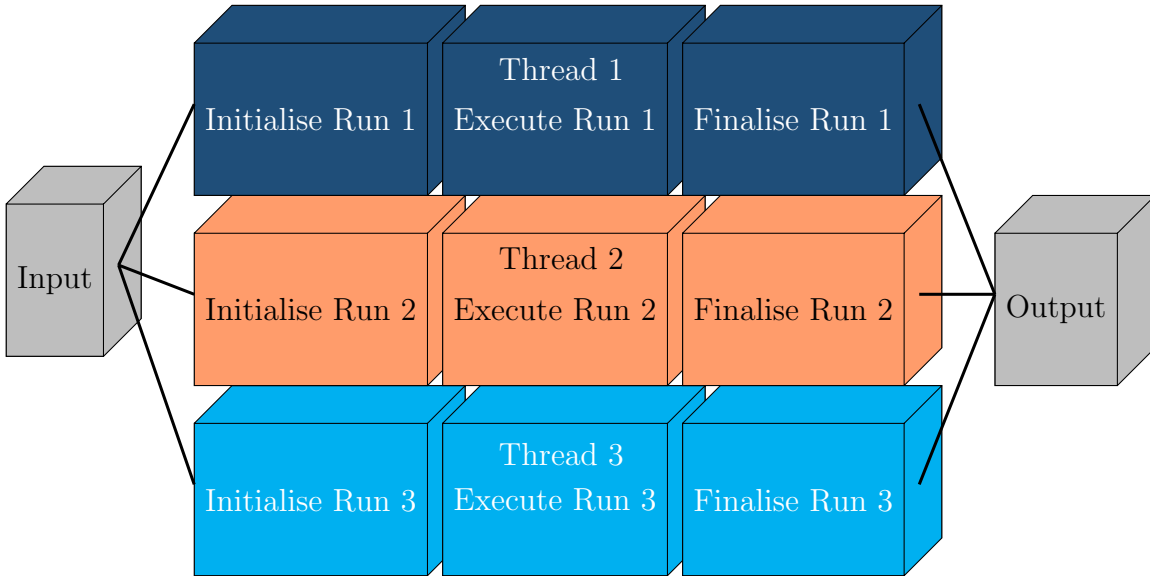 Thread 1
Initialise Run 1
Execute Run 1
Finalise Run 1
Input
Thread 2
Initialise Run 2
Execute Run 2
Finalise Run 2
Output
Thread 3
Initialise Run 3
Execute Run 3
Finalise Run 3